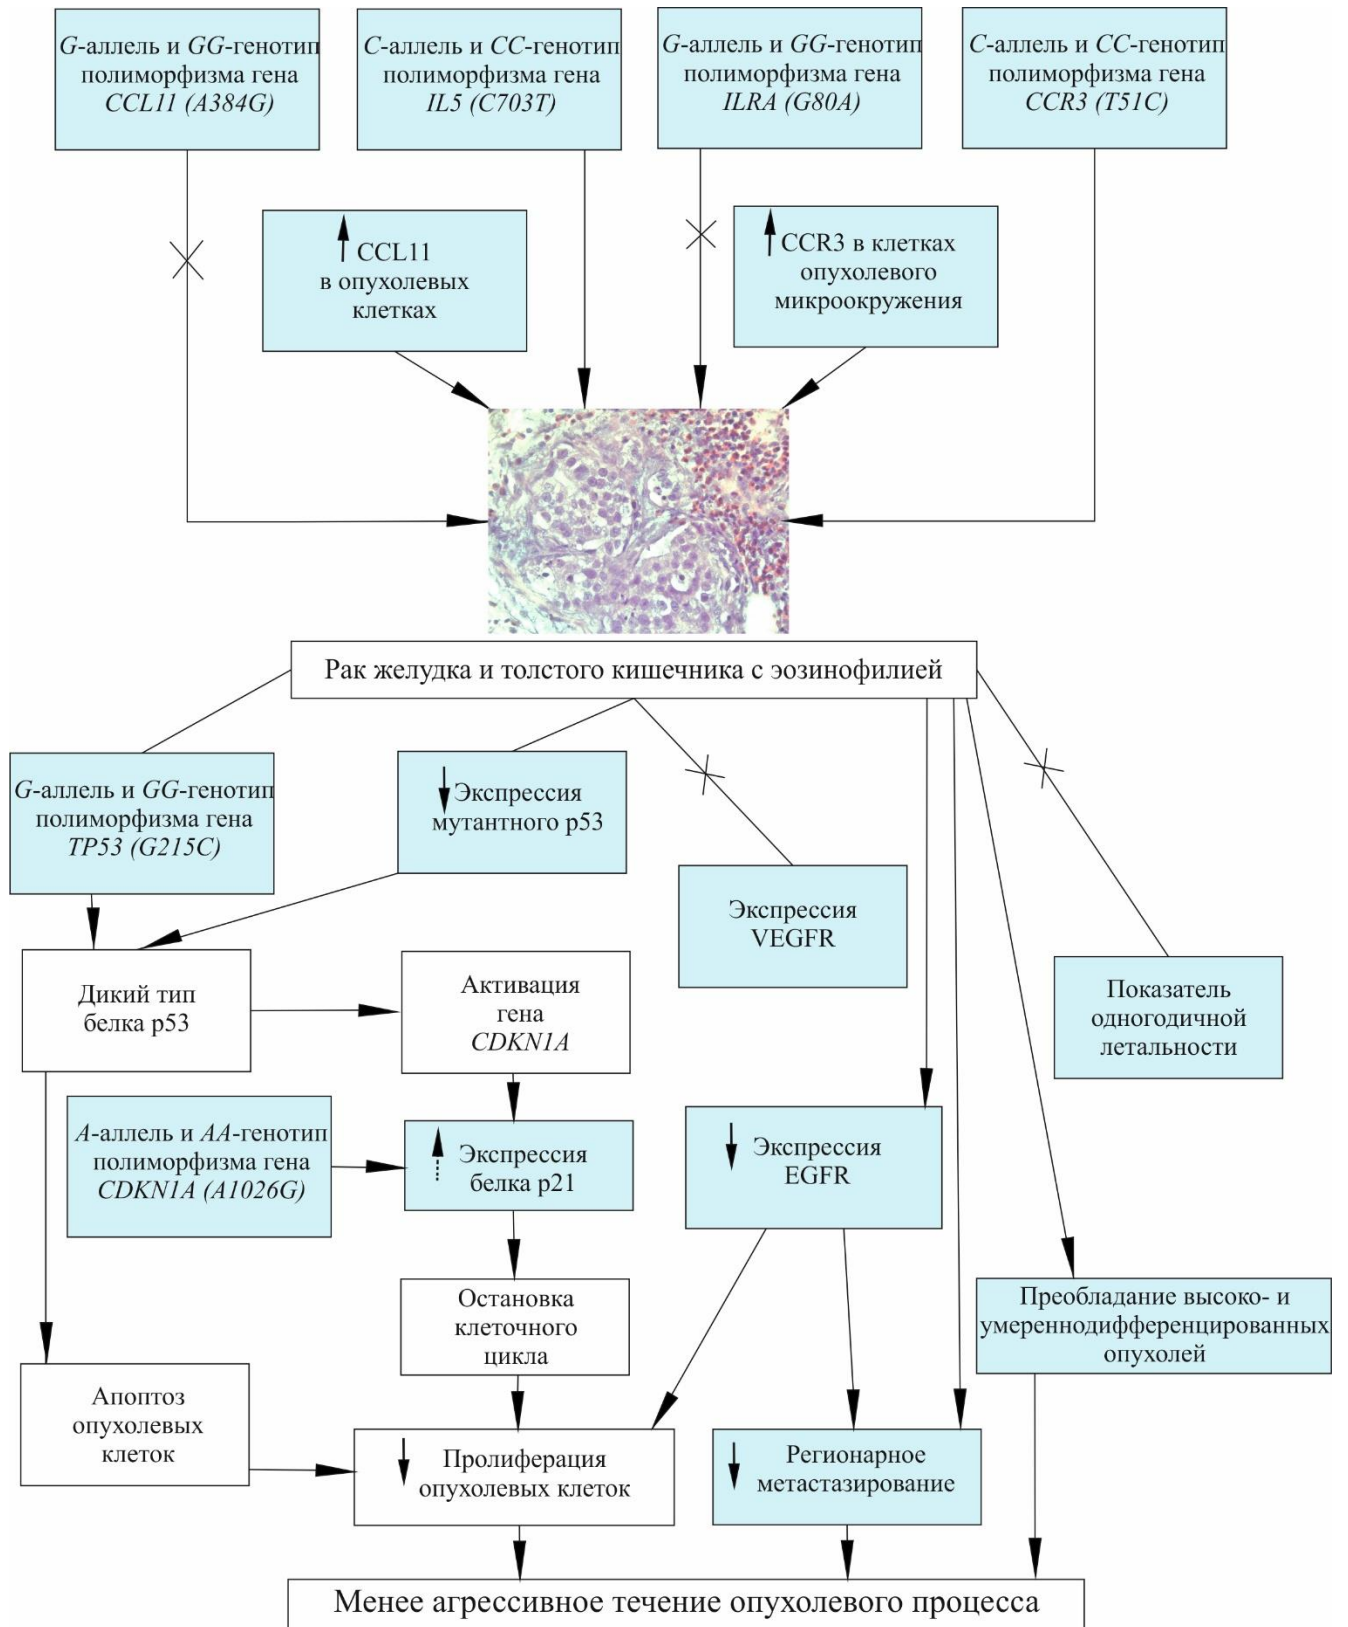 G-аллель и GG-генотип
полиморфизма гена
CCL11 (A384G)
C-аллель и CC-генотип
полиморфизма гена
IL5 (C703T)
G-аллель и GG-генотип
полиморфизма гена
ILRA (G80A)
C-аллель и CC-генотип
полиморфизма гена
CCR3 (T51C)
CCL11
в опухолевых
клетках
CCR3 в клетках
опухолевого
микроокружения
Рак желудка и толстого кишечника с эозинофилией
G-аллель и GG-генотип
полиморфизма гена
TP53 (G215C)
Экспрессия
мутантного p53
Экспрессия
VEGFR
Дикий тип
белка p53
Активация
гена
CDKN1A
Показатель
одногодичной
летальности
A-аллель и AA-генотип
полиморфизма гена
CDKN1A (A1026G)
Экспрессия
белка p21
Экспрессия
EGFR
Остановка
клеточного
цикла
Преобладание высоко- и
умереннодифференцированных
опухолей
Апоптоз
опухолевых
клеток
Пролиферация
опухолевых клеток
Регионарное
метастазирование
Менее агрессивное течение опухолевого процесса